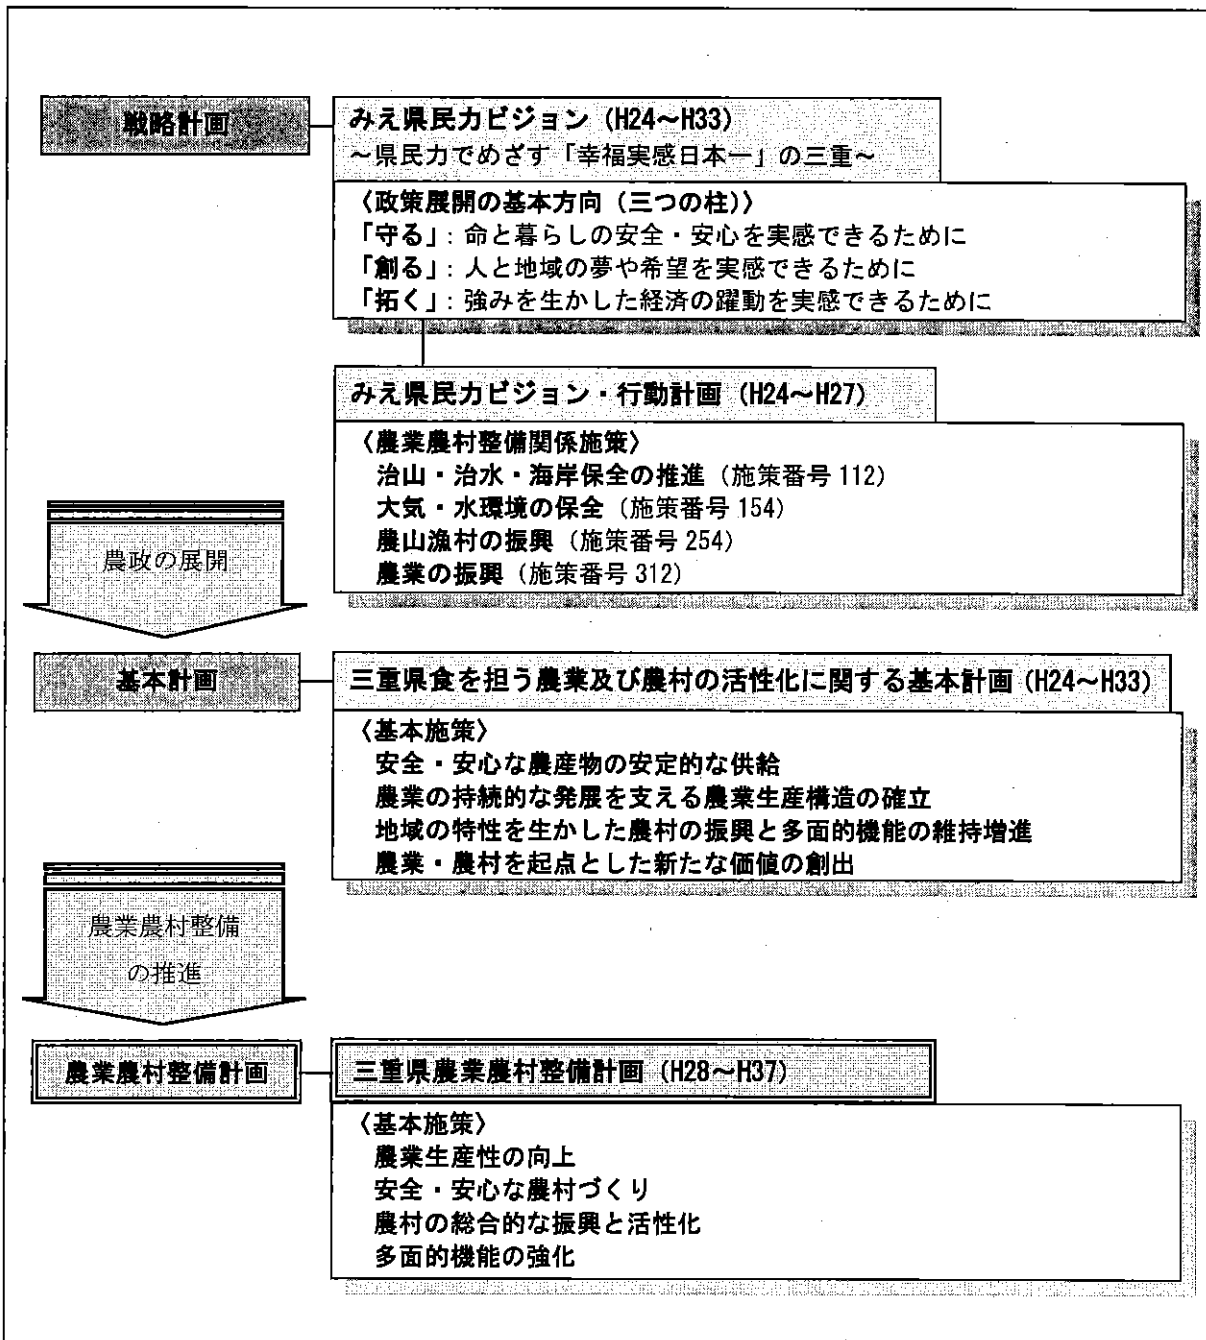 戦略計画
みえ県民力ビジョン (H24～H33)
～県民力でめざす「幸福実感日本一」の三重～
〈政策展開の基本方向（三つの柱）〉
「守る」：命と暮らしの安全・安心を実感できるために
「創る」：人と地域の夢や希望を実感できるために
「拓く」：強みを生かした経済の躍動を実感できるために
みえ県民力ビジョン・行動計画 (H24～H27)
〈農業農村整備関係施策〉
治山・治水・海岸保全の推進（施策番号 112）
大気・水環境の保全（施策番号 154）
農山漁村の振興（施策番号 254）
農業の振興（施策番号 312）
農政の展開
基本計画
三重県食を担う農業及び農村の活性化に関する基本計画 (H24～H33)
〈基本施策〉
安全・安心な農産物の安定的な供給
農業の持続的な発展を支える農業生産構造の確立
地域の特性を生かした農村の振興と多面的機能の維持増進
農業・農村を起点とした新たな価値の創出
農業農村整備
の推進
農業農村整備計画
三重県農業農村整備計画 (H28～H37)
〈基本施策〉
農業生産性の向上
安全・安心な農村づくり
農村の総合的な振興と活性化
多面的機能の強化